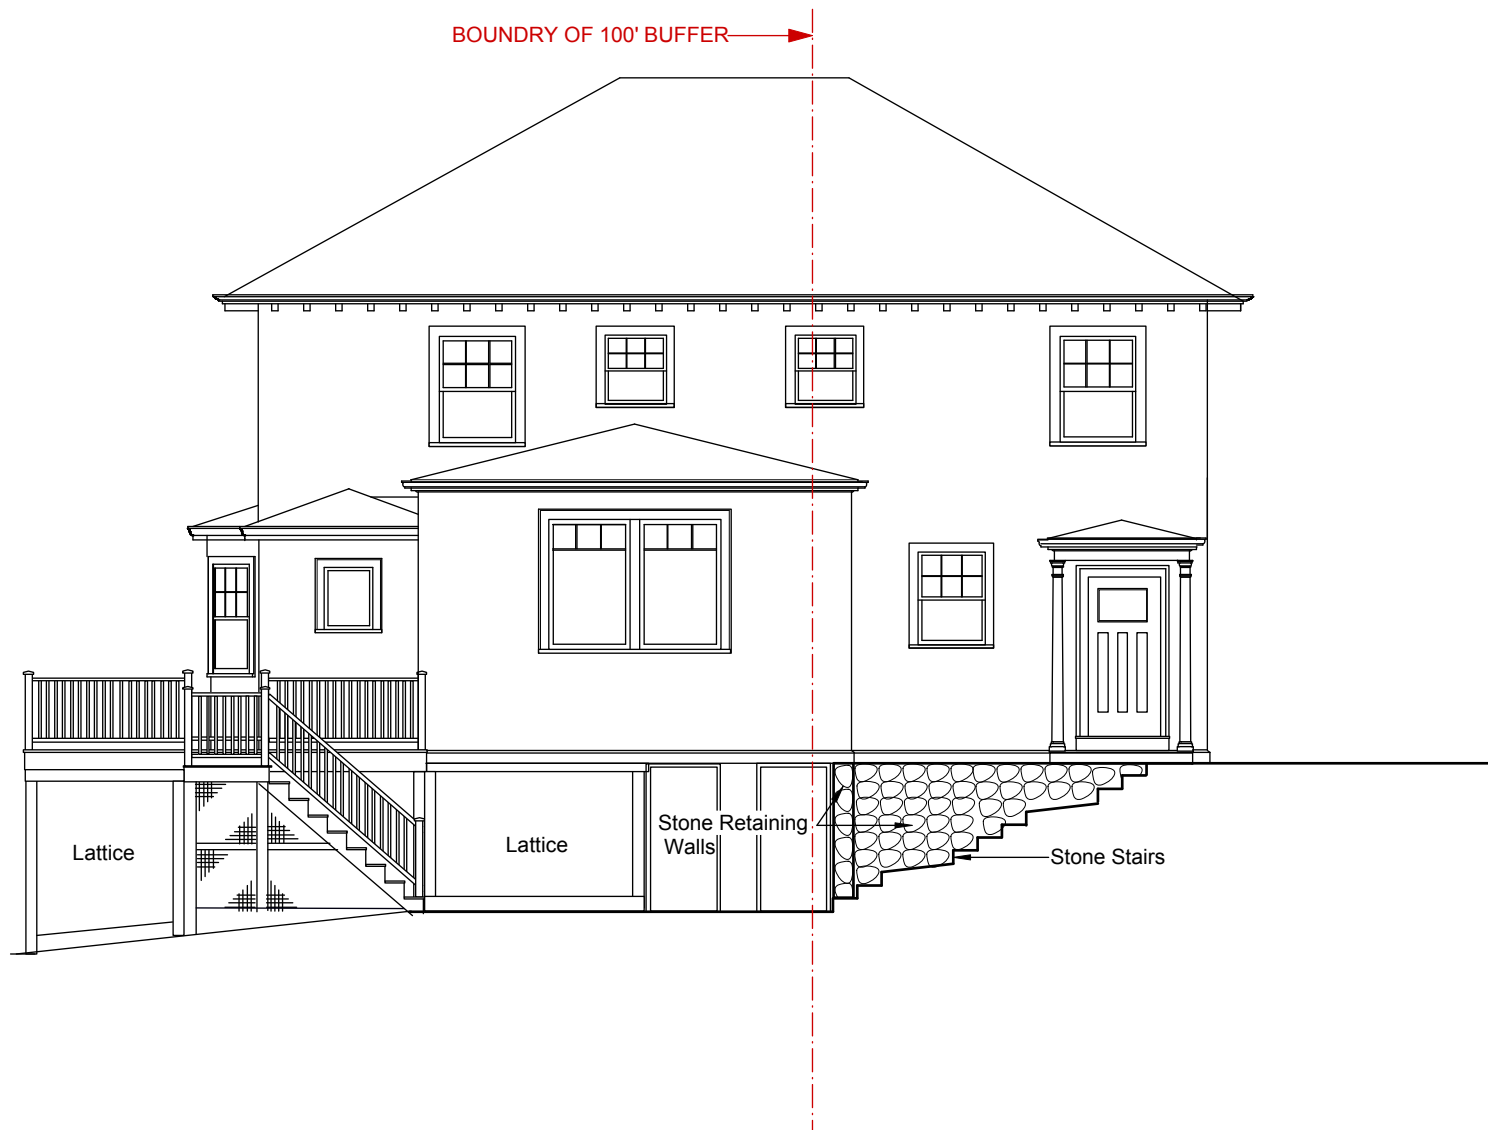 BOUNDRY OF 100' BUFFER
Stone Retaining
Walls
Lattice
Lattice
Stone Stairs